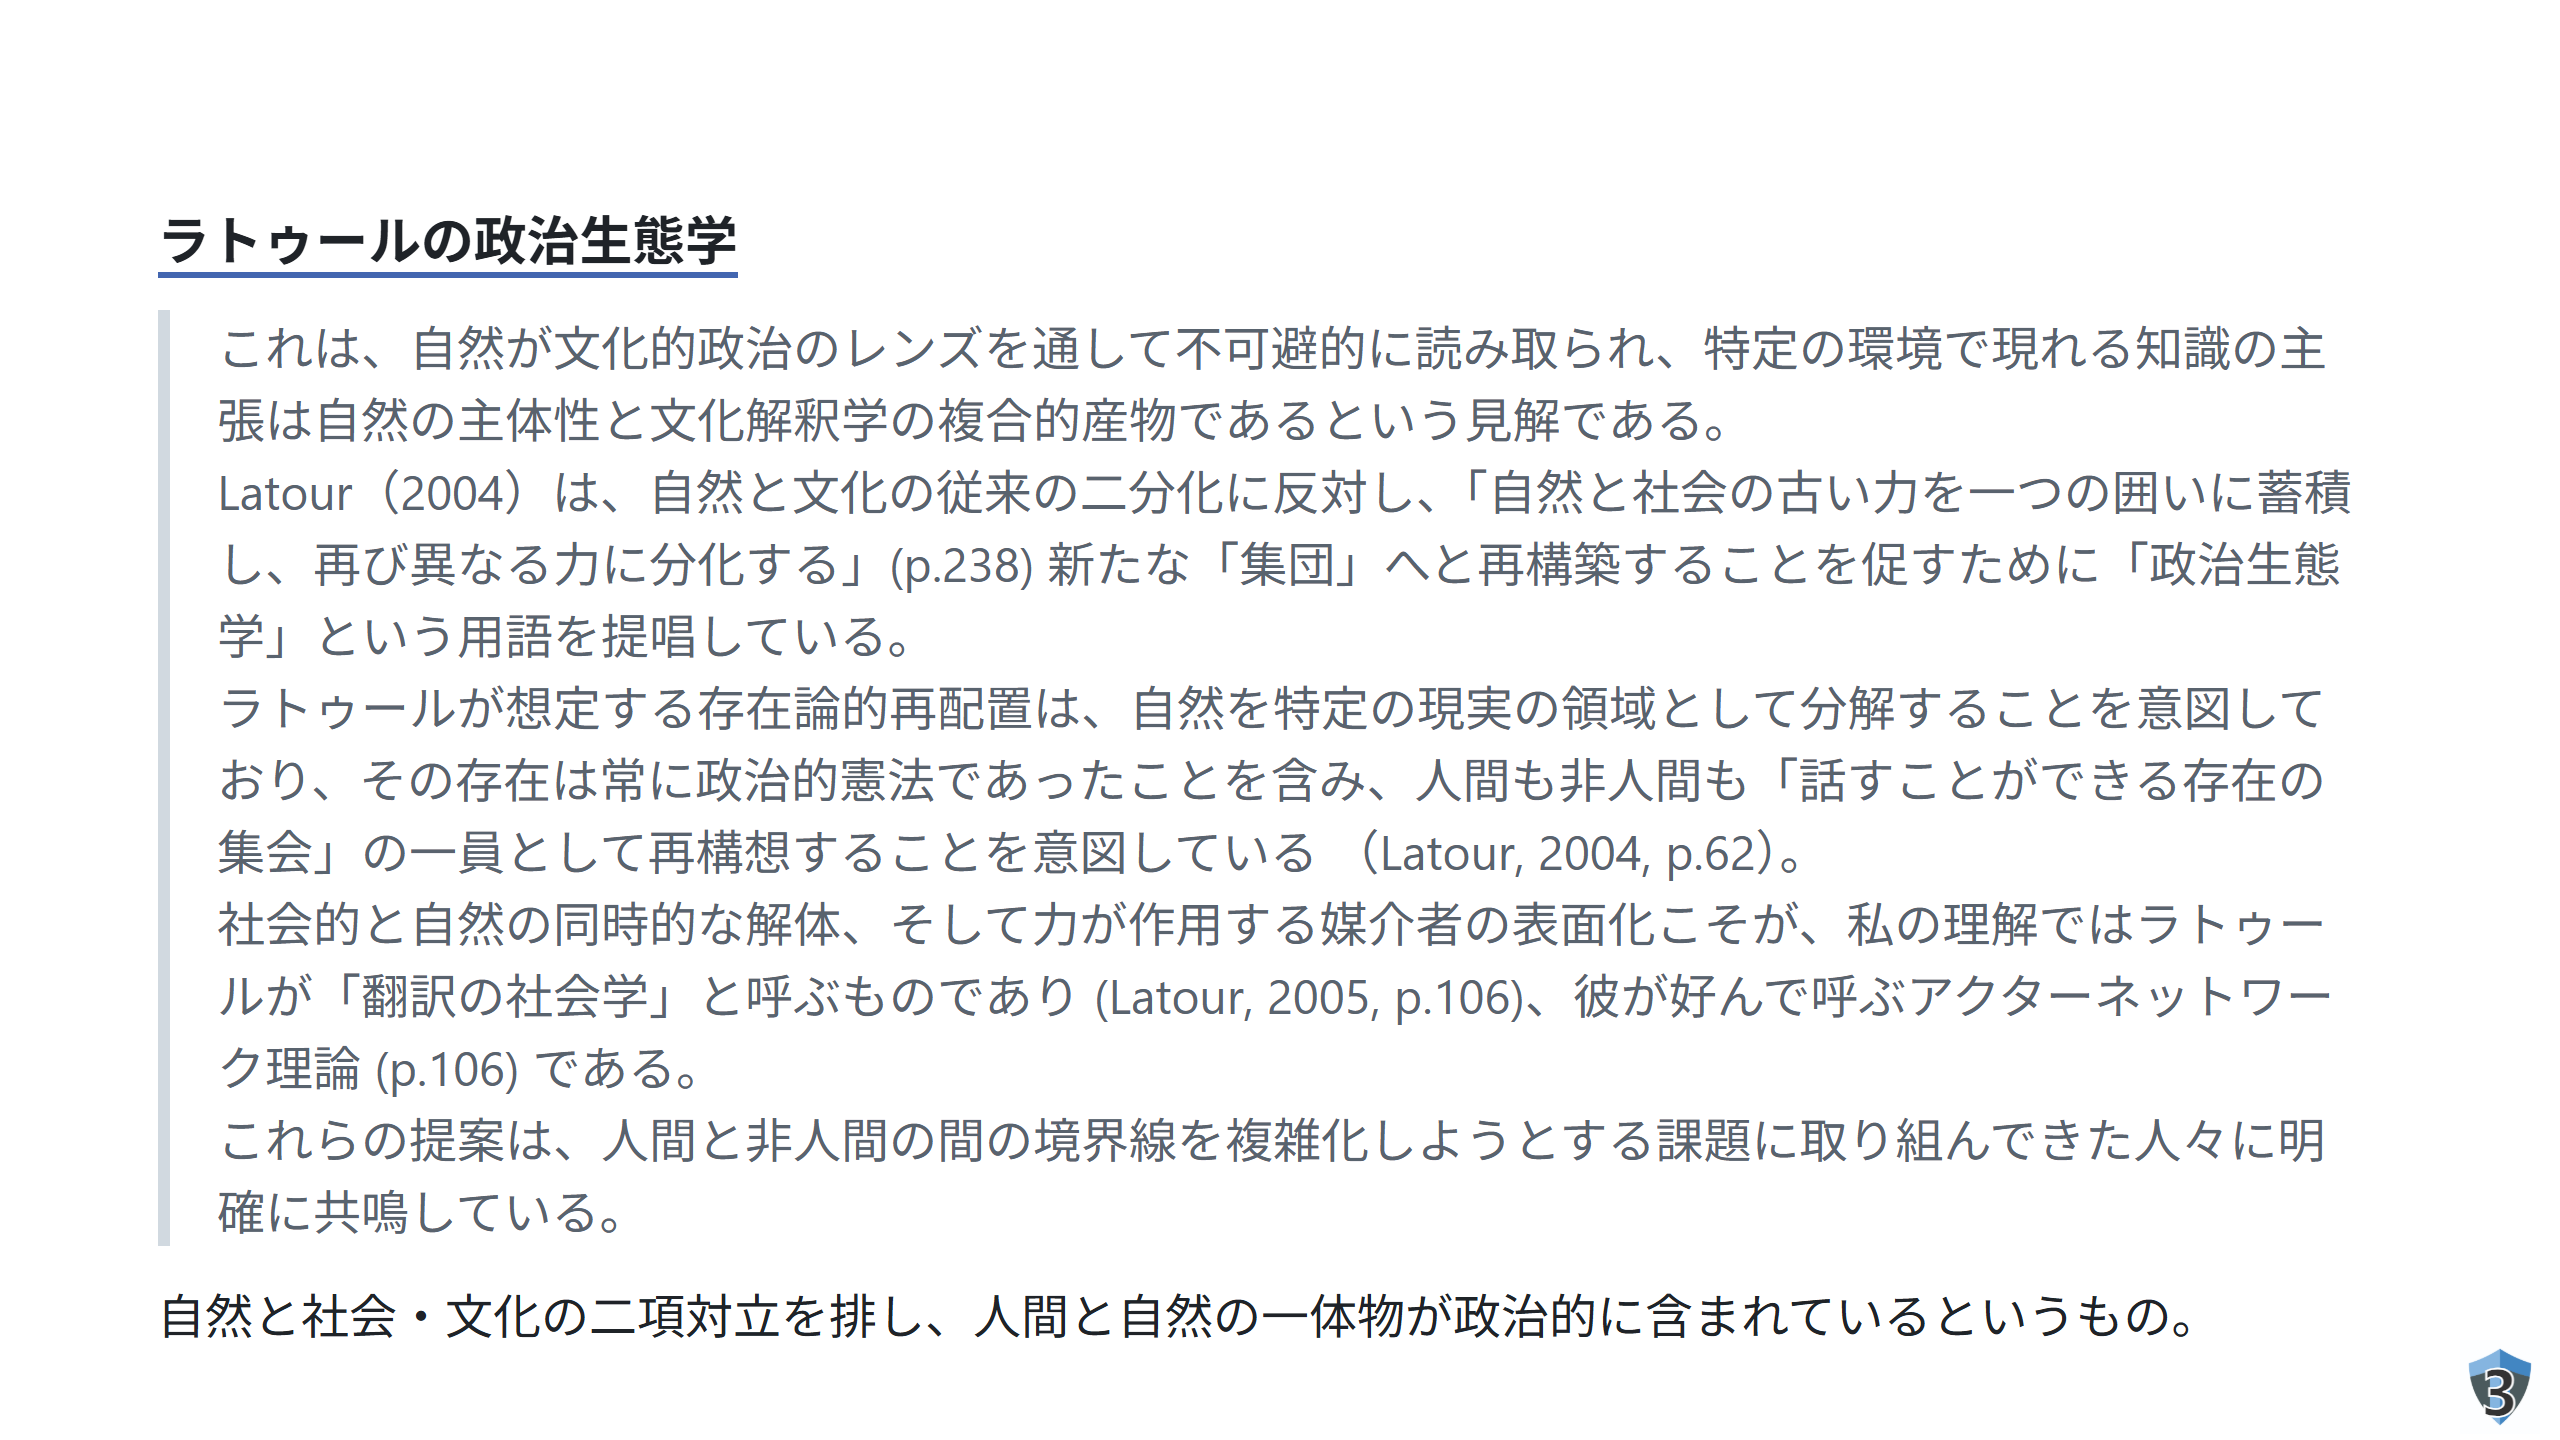 ラトゥールの政治生態学
これは、自然が文化的政治のレンズを通して不可避的に読み取られ、特定の環境で現れる知識の主
張は自然の主体性と文化解釈学の複合的産物であるという見解である。
Latour（2004）は、自然と文化の従来の二分化に反対し、「自然と社会の古い力を一つの囲いに蓄積
し、再び異なる力に分化する」(p.238) 新たな「集団」へと再構築することを促すために「政治生態
学」という用語を提唱している。
ラトゥールが想定する存在論的再配置は、自然を特定の現実の領域として分解することを意図して
おり、その存在は常に政治的憲法であったことを含み、人間も非人間も「話すことができる存在の
集会」の一員として再構想することを意図している （Latour, 2004, p.62）。
社会的と自然の同時的な解体、そして力が作用する媒介者の表面化こそが、私の理解ではラトゥー
ルが「翻訳の社会学」と呼ぶものであり (Latour, 2005, p.106)、彼が好んで呼ぶアクターネットワー
ク理論 (p.106) である。
これらの提案は、人間と非人間の間の境界線を複雑化しようとする課題に取り組んできた人々に明
確に共鳴している。
自然と社会・文化の二項対立を排し、人間と自然の一体物が政治的に含まれているというもの。
3